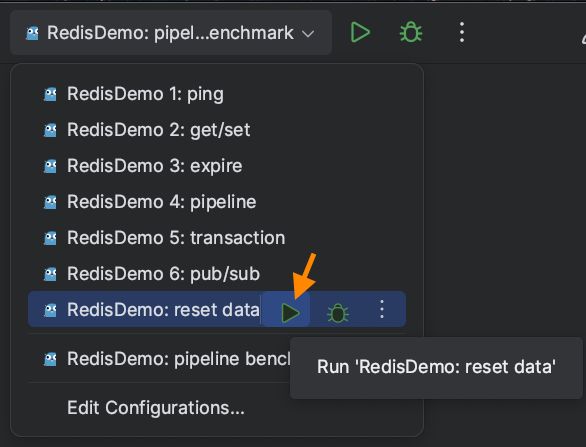 RedisDemo: pipel...enchmark
RedisDemo 1: ping
RedisDemo 2: get/set
RedisDemo 3: expire
RedisDemo 4: pipeline
RedisDemo 5: transaction
RedisDemo 6: pub/sub
RedisDemo: reset data
RedisDemo: pipeline bench
Run 'RedisDemo: reset data'
Edit Configurations...